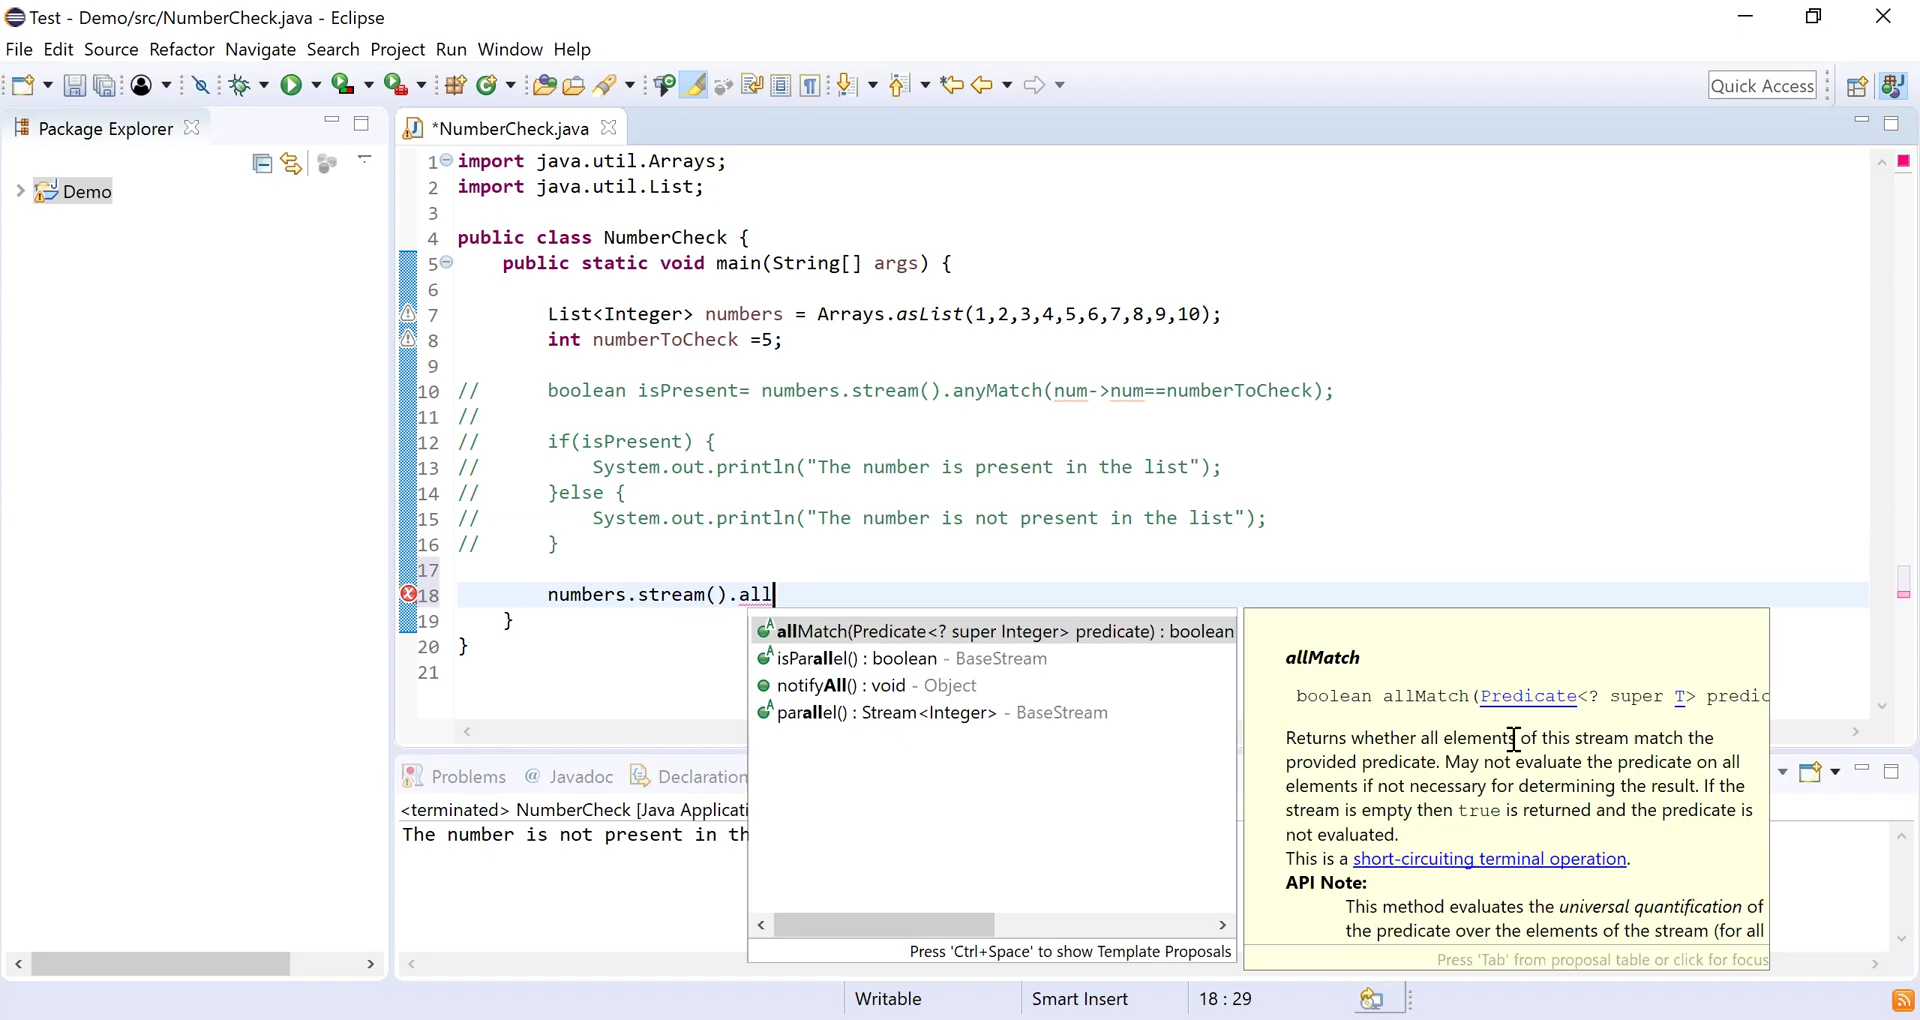 Test - Demo/src/NumberCheck.java - Eclipse
File Edit Source Refactor Navigate Search Project Run Window Help
Quick Access
Package Explorer
*NumberCheck.java
Demo
1 import java.util.Arrays;
2 import java.util.List;
3
4 public class NumberCheck {
5 public static void main(String[] args) {
6
7 List<Integer> numbers = Arrays.asList(1,2,3,4,5,6,7,8,9,10);
8 int numberToCheck =5;
9
10 // boolean isPresent= numbers.stream().anyMatch(num->num==numberToCheck);
11 //
12 // if(isPresent) {
13 // System.out.println("The number is present in the list");
14 // }else {
15 // System.out.println("The number is not present in the list");
16 // }
17
18 numbers.stream().all
19 }
20 }
21
allMatch(Predicate<? super Integer> predicate) : boolean
isParallel() : boolean - BaseStream
notifyAll() : void - Object
parallel() : Stream<Integer> - BaseStream
Press 'Ctrl+Space' to show Template Proposals
allMatch
boolean allMatch(Predicate<? super T> predic
Returns whether all elements of this stream match the
provided predicate. May not evaluate the predicate on all
elements if not necessary for determining the result. If the
stream is empty then true is returned and the predicate is
not evaluated.
This is a short-circuiting terminal operation.
API Note:
This method evaluates the universal quantification of
the predicate over the elements of the stream (for all
Press 'Tab' from proposal table or click for focus
Problems @ Javadoc Declaration
<terminated> NumberCheck [Java Applicati
The number is not present in th
Writable Smart Insert 18 : 29